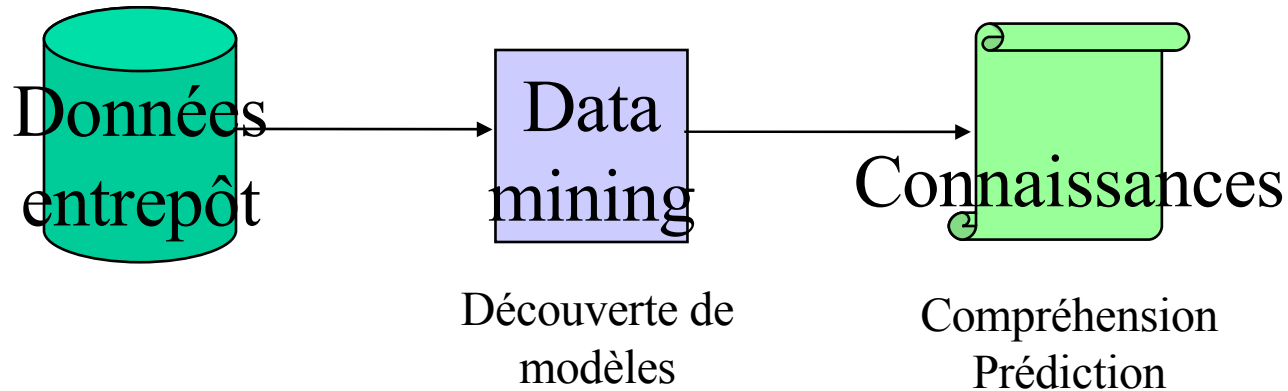 Données
entrepôt
Data
mining
Connaissances
Découverte de
modèles
Compréhension
Prédiction